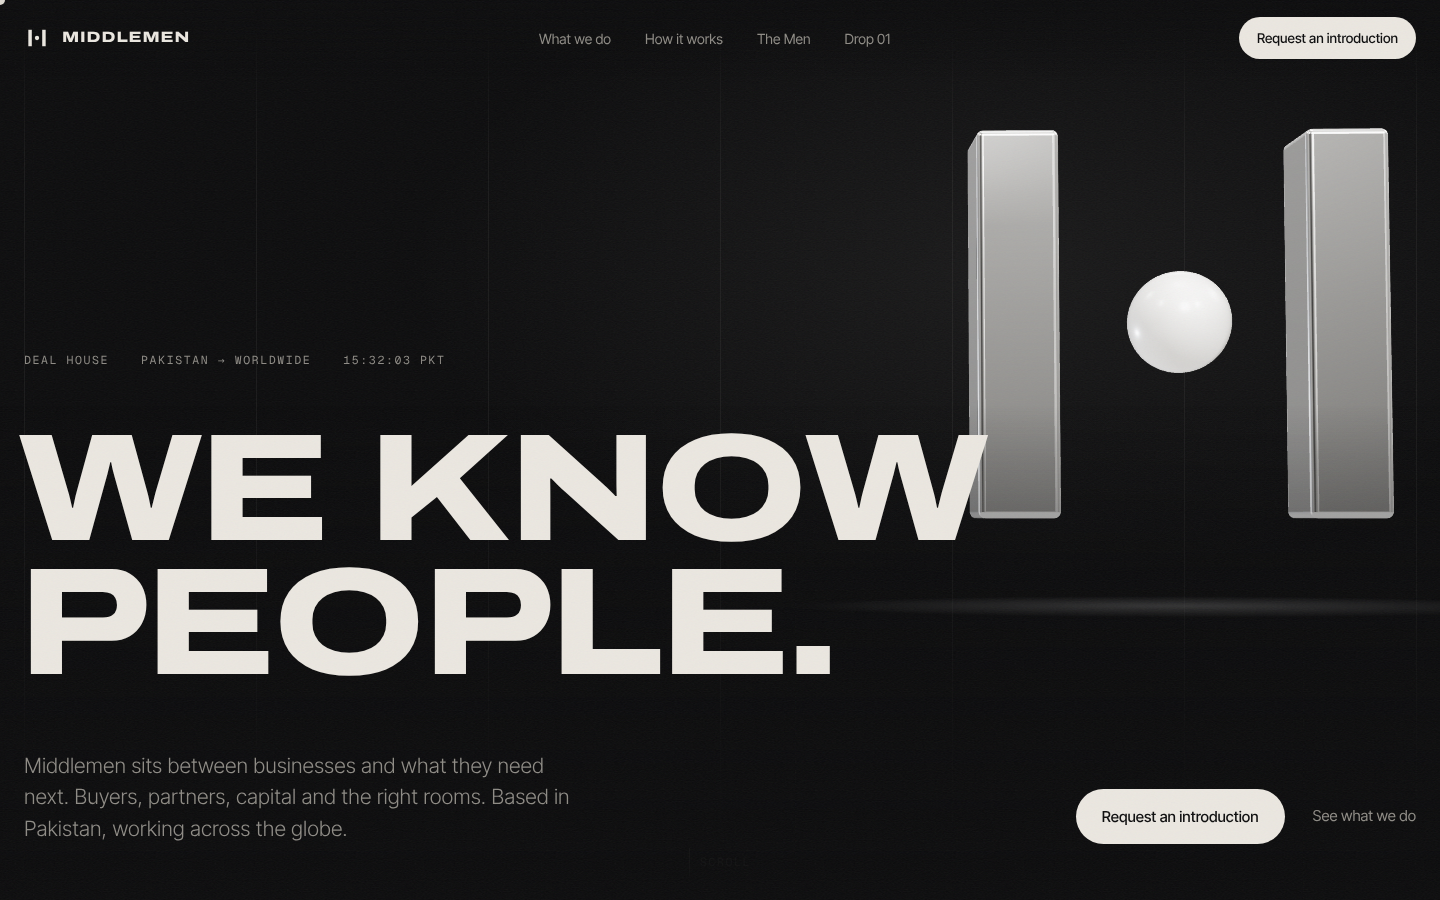 MIDDLEMEN
What we do
How it works
The Men
Drop 01
Request an introduction
DEAL HOUSE
PAKISTAN → WORLDWIDE
15:32:03 PKT
WE KNOW
PEOPLE.
Middlemen sits between businesses and what they need
next. Buyers, partners, capital and the right rooms. Based in
Pakistan, working across the globe.
Request an introduction
See what we do